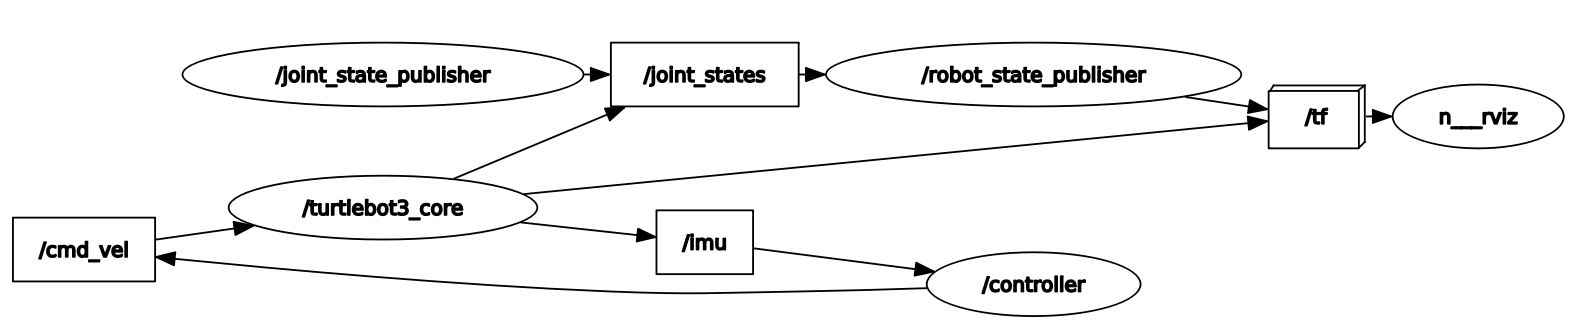 /joint_state_publisher
/joint_states
/robot_state_publisher
/tf
n___rviz
/turtlebot3_core
/cmd_vel
/imu
/controller